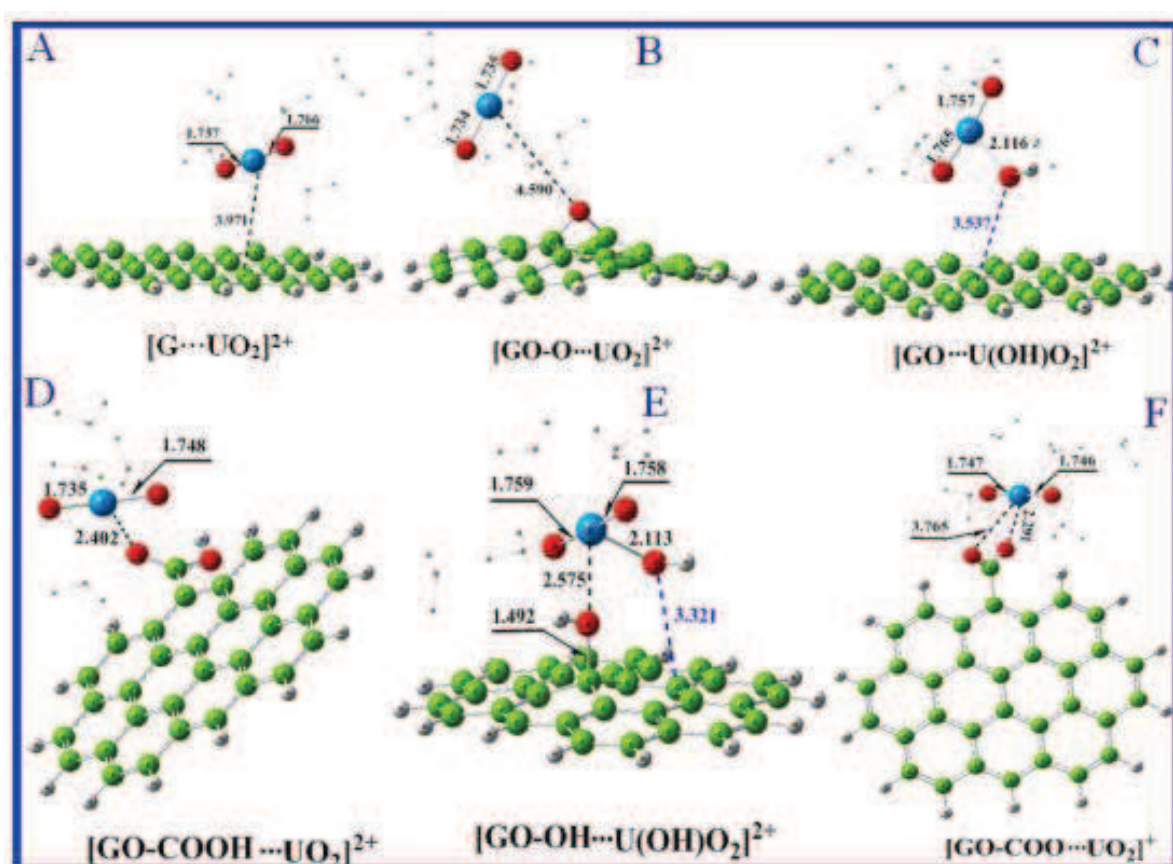 A
B
C
1.737
1.766
3.971
1.734
1.734
4.590
1.757
1.765
2.116
3.537
[G···UO₂]²⁺
[GO-O···UO₂]²⁺
[GO···U(OH)O₂]²⁺
D
E
F
1.748
1.735
2.402
1.759
1.758
2.113
2.575
1.492
3.321
1.747
1.746
3.765
2.291
[GO-COOH···UO₂]²⁺
[GO-OH···U(OH)O₂]²⁺
[GO-COO···UO₂]⁺